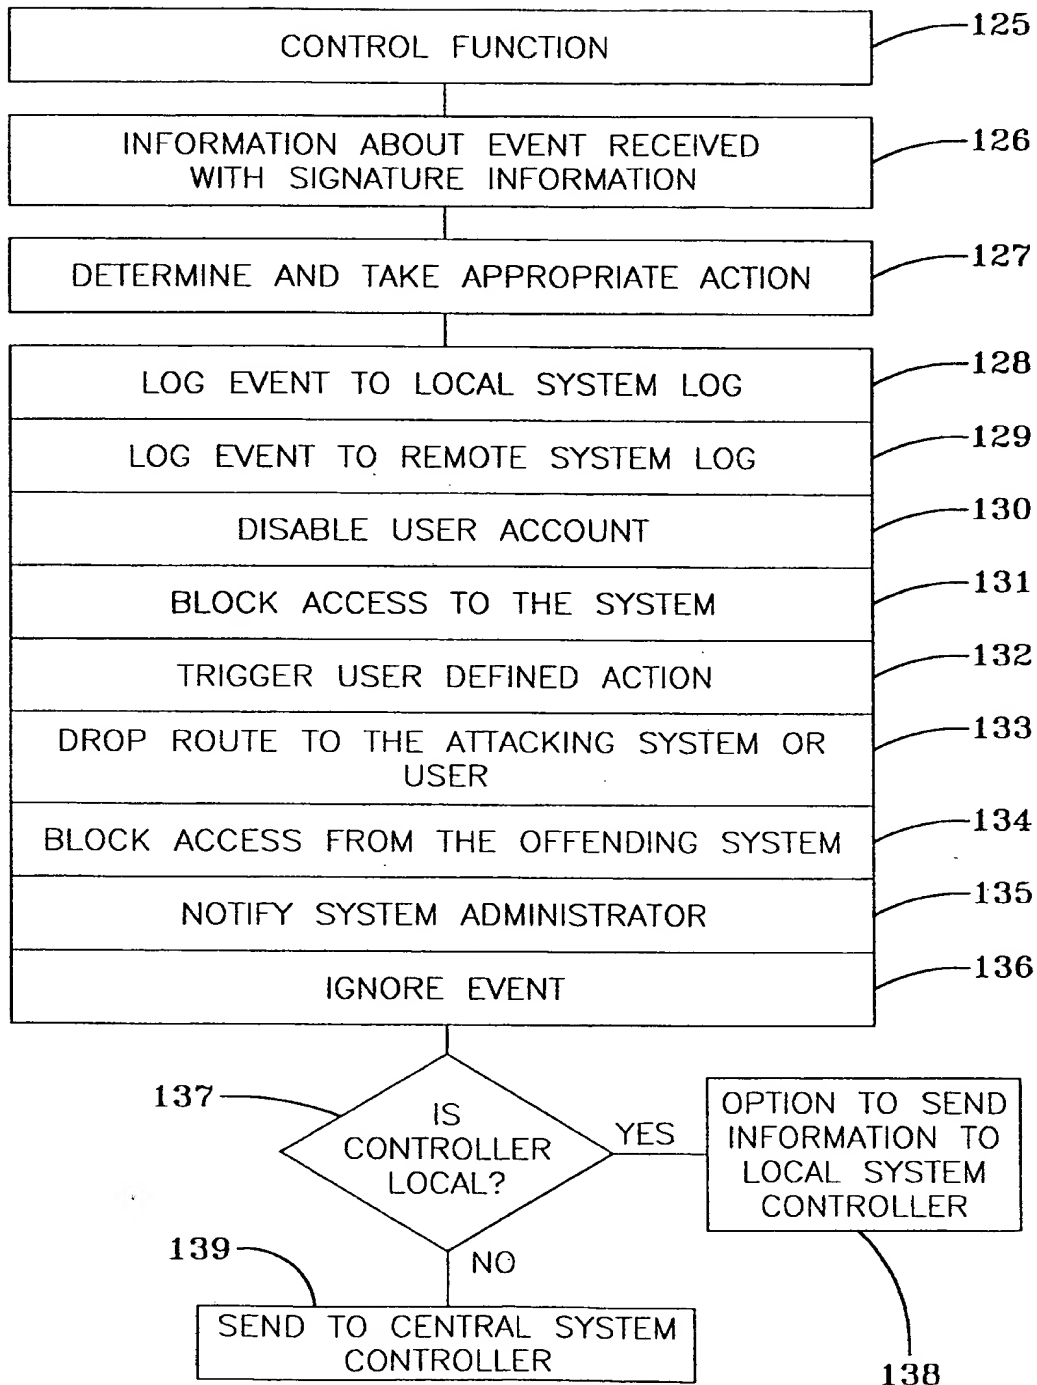 CONTROL FUNCTION
125
INFORMATION ABOUT EVENT RECEIVED
WITH SIGNATURE INFORMATION
126
DETERMINE AND TAKE APPROPRIATE ACTION
127
LOG EVENT TO LOCAL SYSTEM LOG
128
LOG EVENT TO REMOTE SYSTEM LOG
129
DISABLE USER ACCOUNT
130
BLOCK ACCESS TO THE SYSTEM
131
TRIGGER USER DEFINED ACTION
132
DROP ROUTE TO THE ATTACKING SYSTEM OR
USER
133
BLOCK ACCESS FROM THE OFFENDING SYSTEM
134
NOTIFY SYSTEM ADMINISTRATOR
135
IGNORE EVENT
136
137
IS
CONTROLLER
LOCAL?
YES
OPTION TO SEND
INFORMATION TO
LOCAL SYSTEM
CONTROLLER
138
NO
139
SEND TO CENTRAL SYSTEM
CONTROLLER